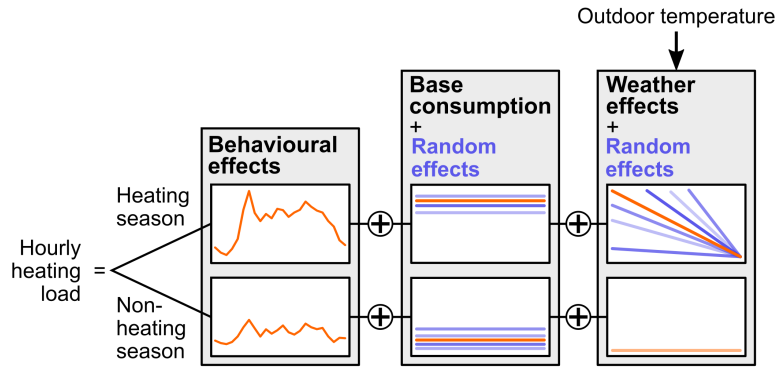 Outdoor temperature
Behavioural
effects
Base
consumption
+
Random
effects
Weather
effects
+
Random
effects
Heating
season
Hourly
heating
load
=
Non-
heating
season
+
+
+
+